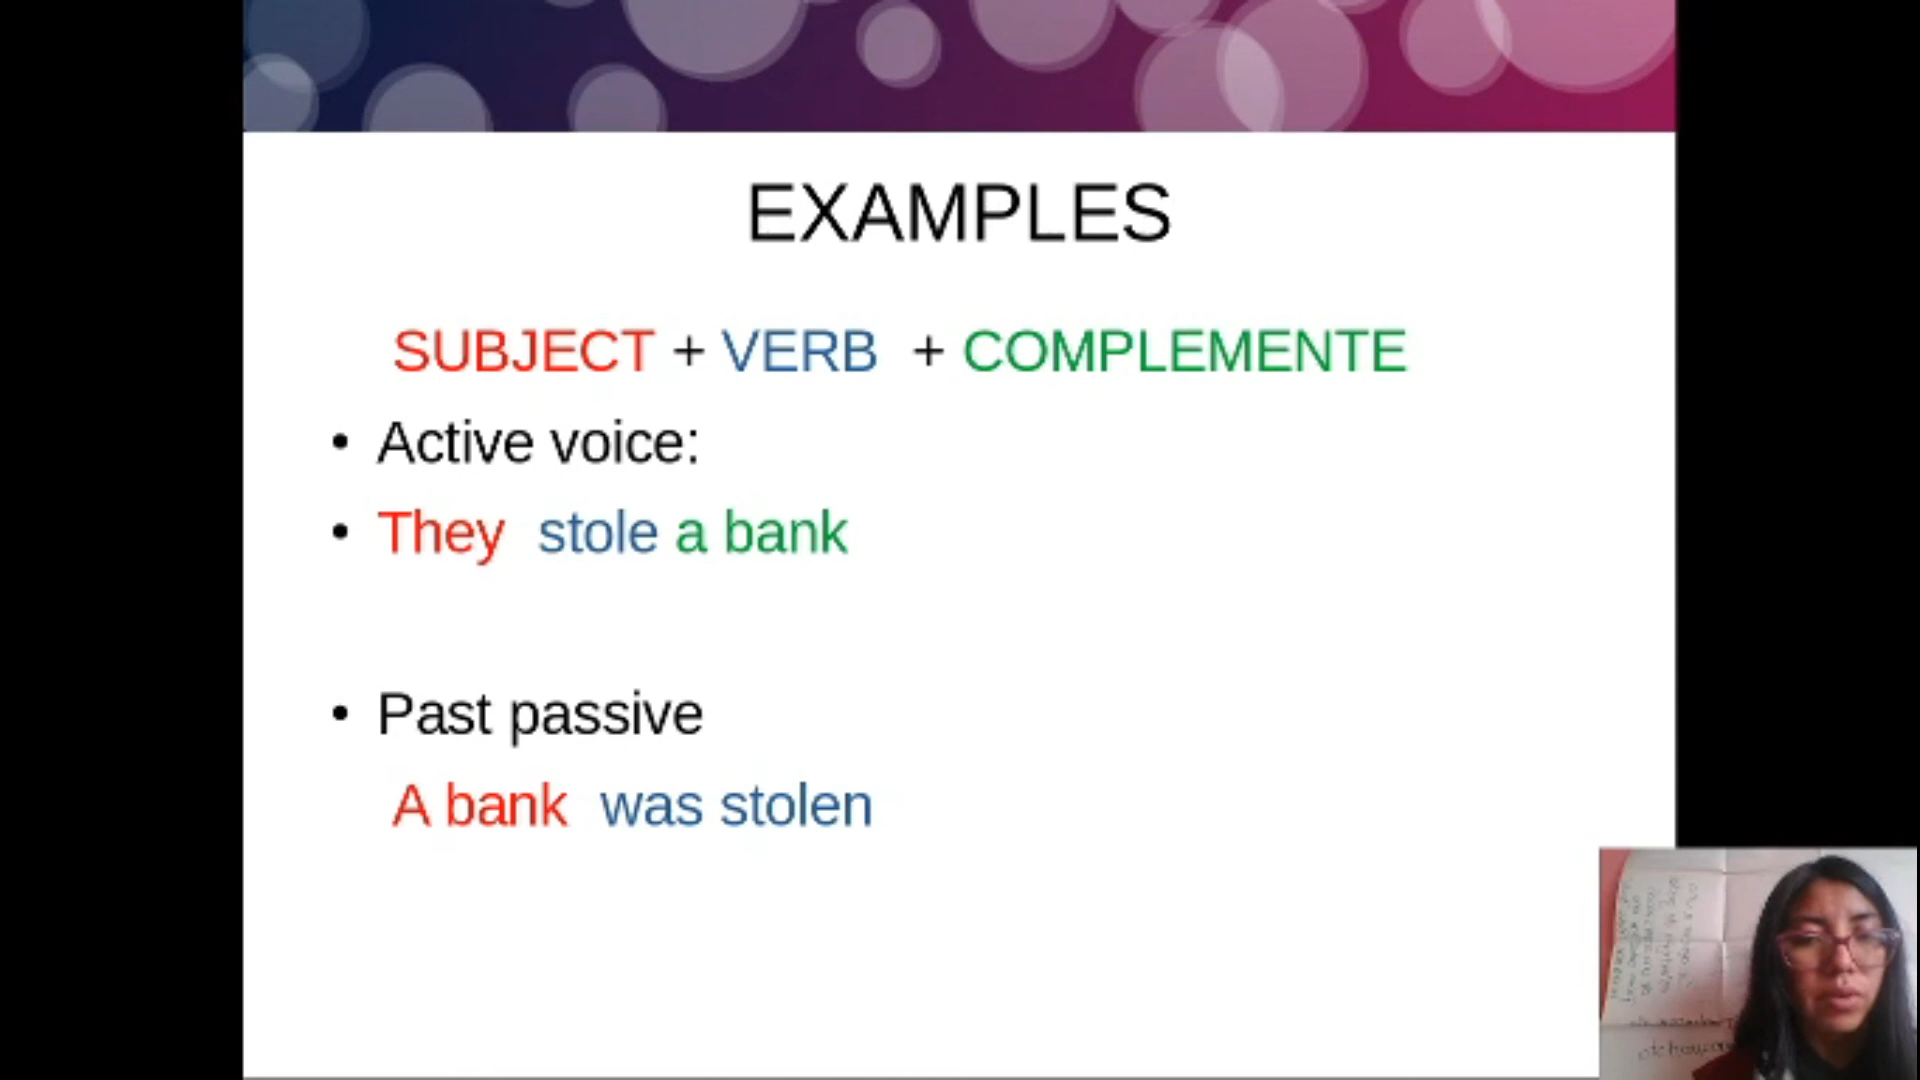 EXAMPLES
SUBJECT + VERB + COMPLEMENTE
• Active voice:
• They stole a bank
• Past passive
A bank was stolen